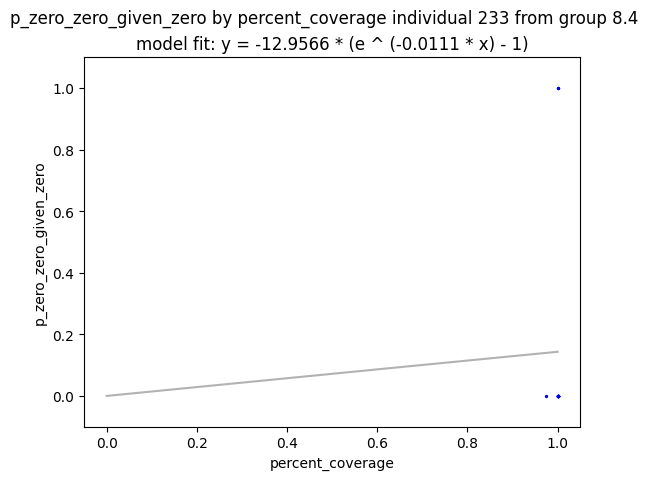 p_zero_zero_given_zero by percent_coverage individual 233 from group 8.4
model fit: y = -12.9566 * (e ^ (-0.0111 * x) - 1)
1.0
0.8
0.6
0.4
0.2
0.0
p_zero_zero_given_zero
0.0 0.2 0.4 0.6 0.8 1.0
percent_coverage